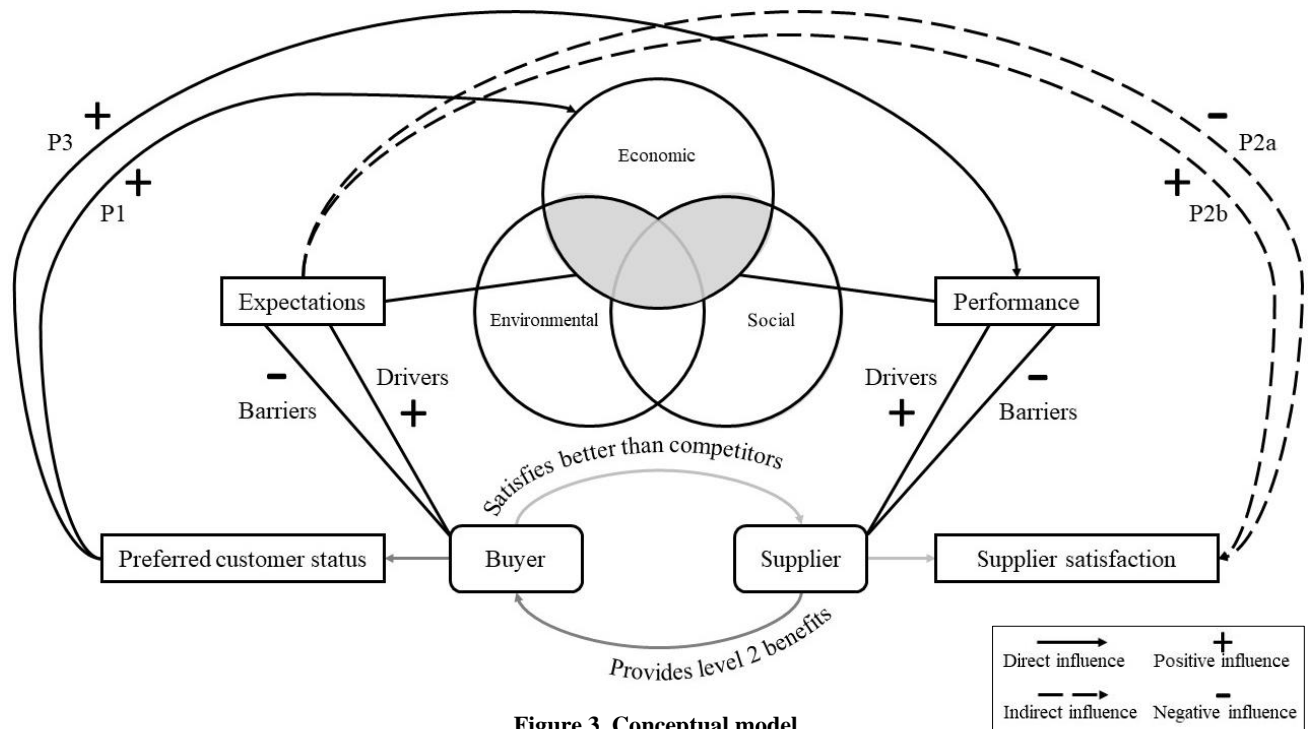 +
P3
+
P1
-
P2a
+
P2b
Economic
Environmental
Social
Expectations
Performance
-
Barriers
Drivers
+
Drivers
+
-
Barriers
Satisfies better than competitors
Preferred customer status
Buyer
Supplier
Supplier satisfaction
Provides level 2 benefits
+
Direct influence Positive influence
-
Indirect influence Negative influence
Figure 3. Conceptual model